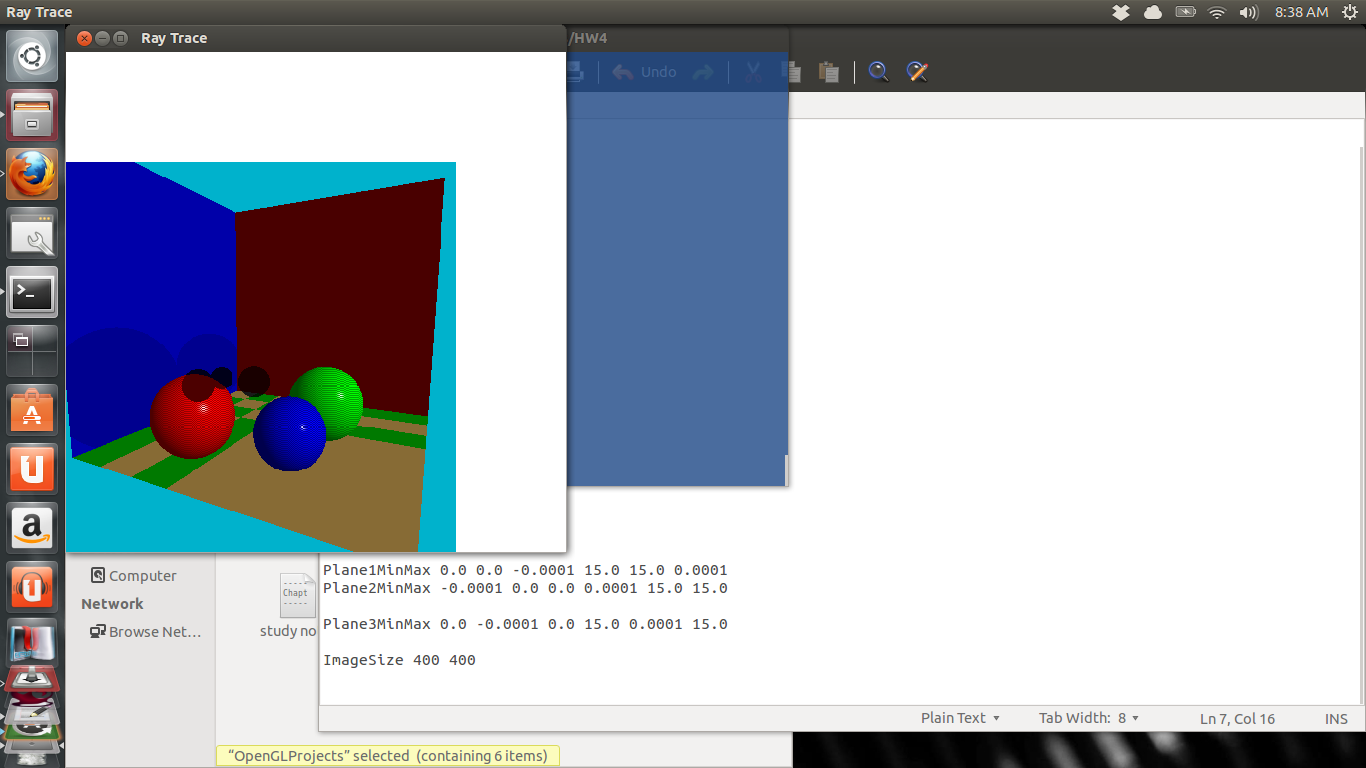 Ray Trace
8:38 AM
Ray Trace
/HW4
Undo
Plane1MinMax 0.0 0.0 -0.0001 15.0 15.0 0.0001
Plane2MinMax -0.0001 0.0 0.0 0.0001 15.0 15.0
Plane3MinMax 0.0 -0.0001 0.0 15.0 0.0001 15.0
ImageSize 400 400
Computer
Network
Browse Net...
Chapt
study no
Plain Text
Tab Width: 8
Ln 7, Col 16
INS
“OpenGLProjects” selected (containing 6 items)